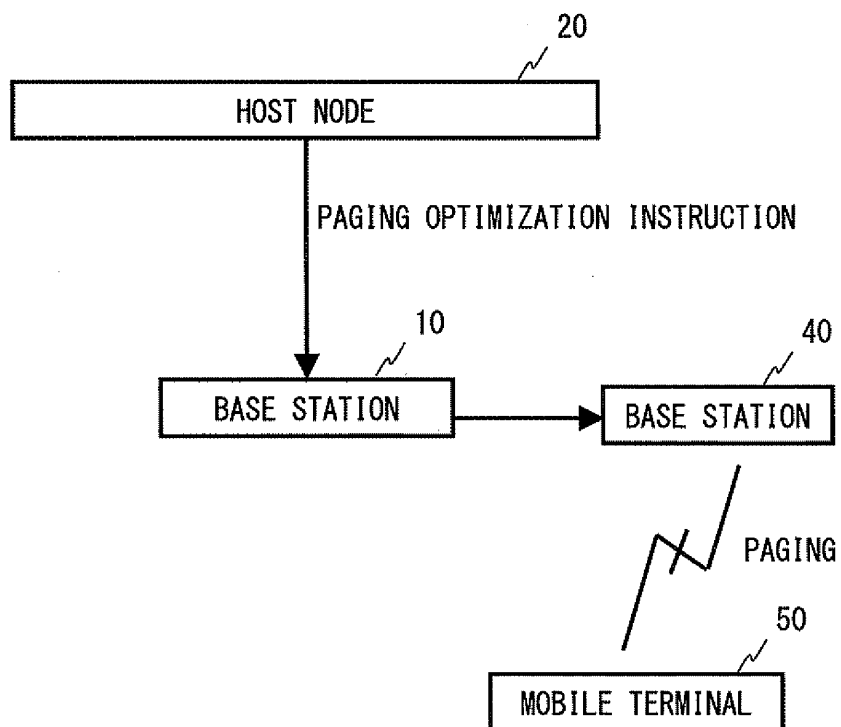 20
HOST NODE
PAGING OPTIMIZATION INSTRUCTION
10
40
BASE STATION
BASE STATION
PAGING
50
MOBILE TERMINAL